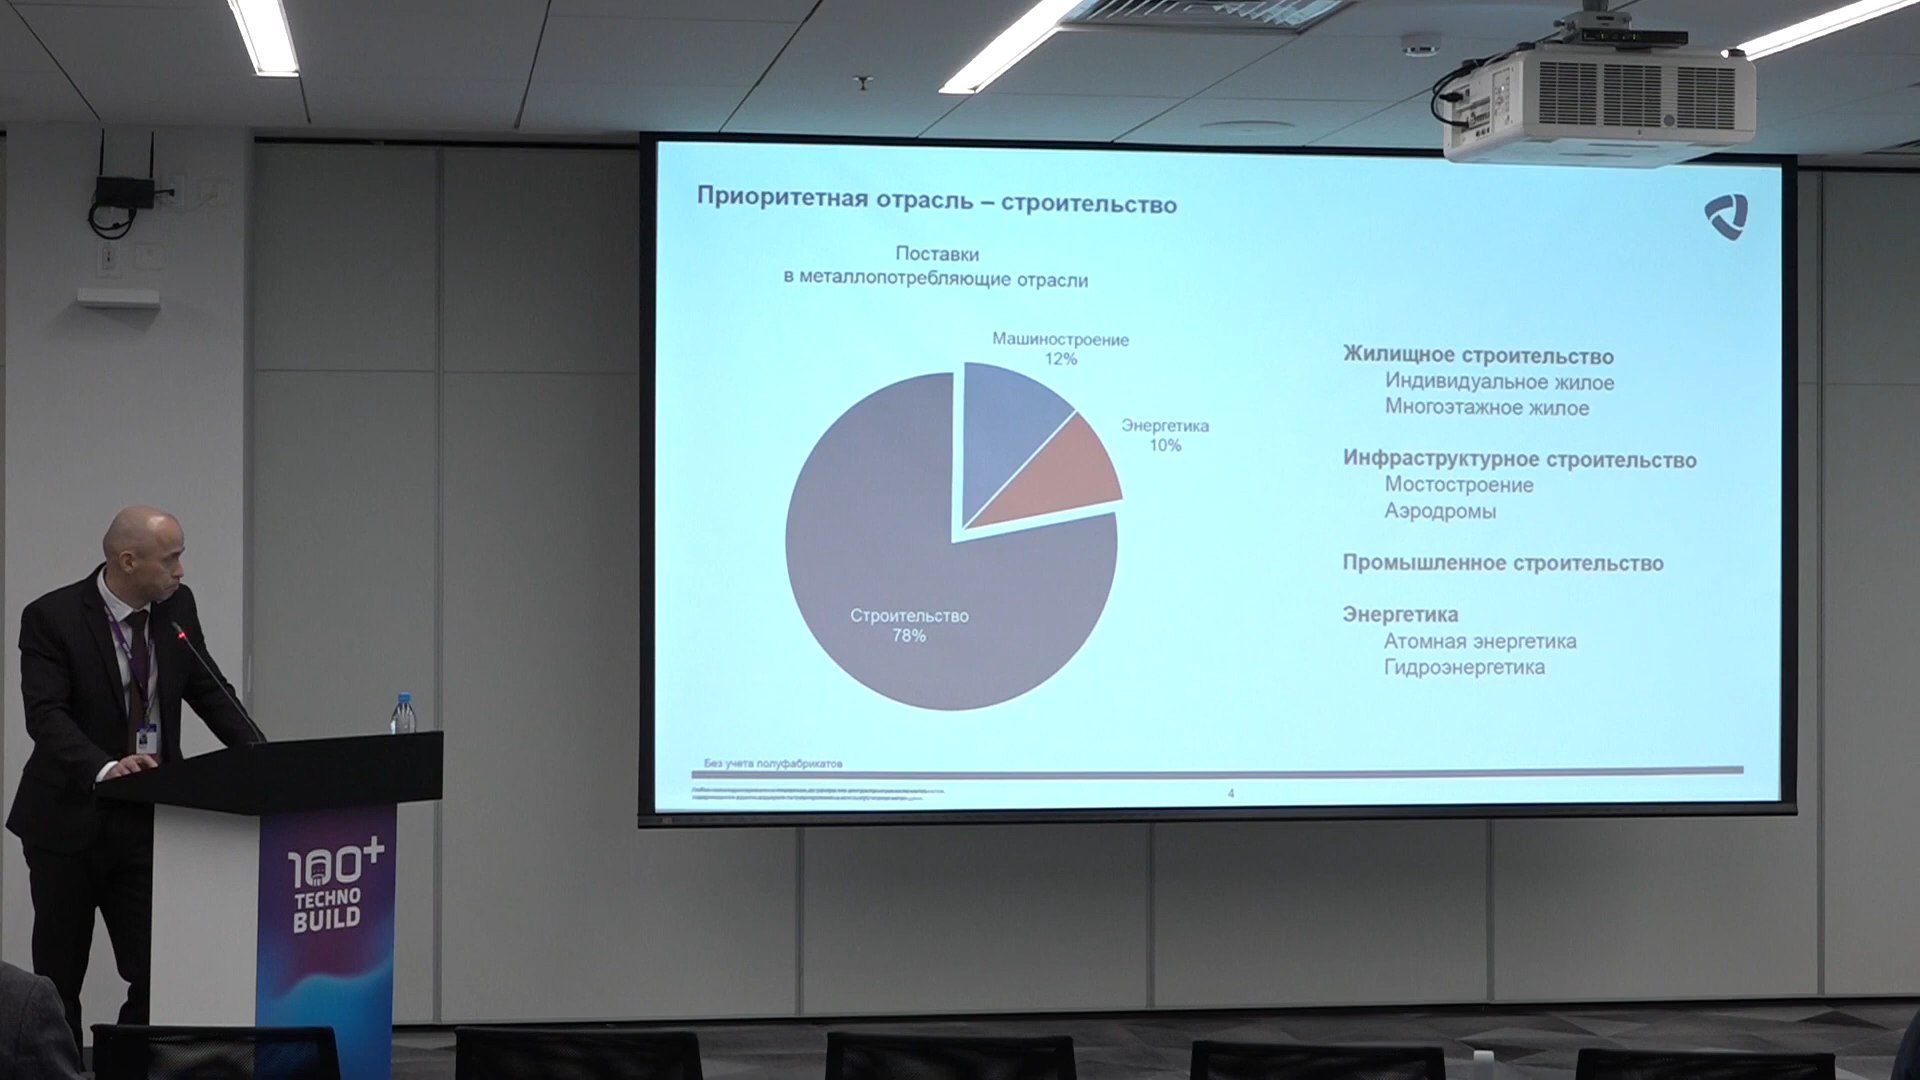 Приоритетная отрасль – строительство
Поставки
в металлопотребляющие отрасли
Машиностроение
12%
Энергетика
10%
Строительство
78%
Жилищное строительство
Индивидуальное жилое
Многоэтажное жилое
Инфраструктурное строительство
Мостостроение
Аэродромы
Промышленное строительство
Энергетика
Атомная энергетика
Гидроэнергетика
Без учета полуфабрикатов
4
100+
TECHNO
BUILD